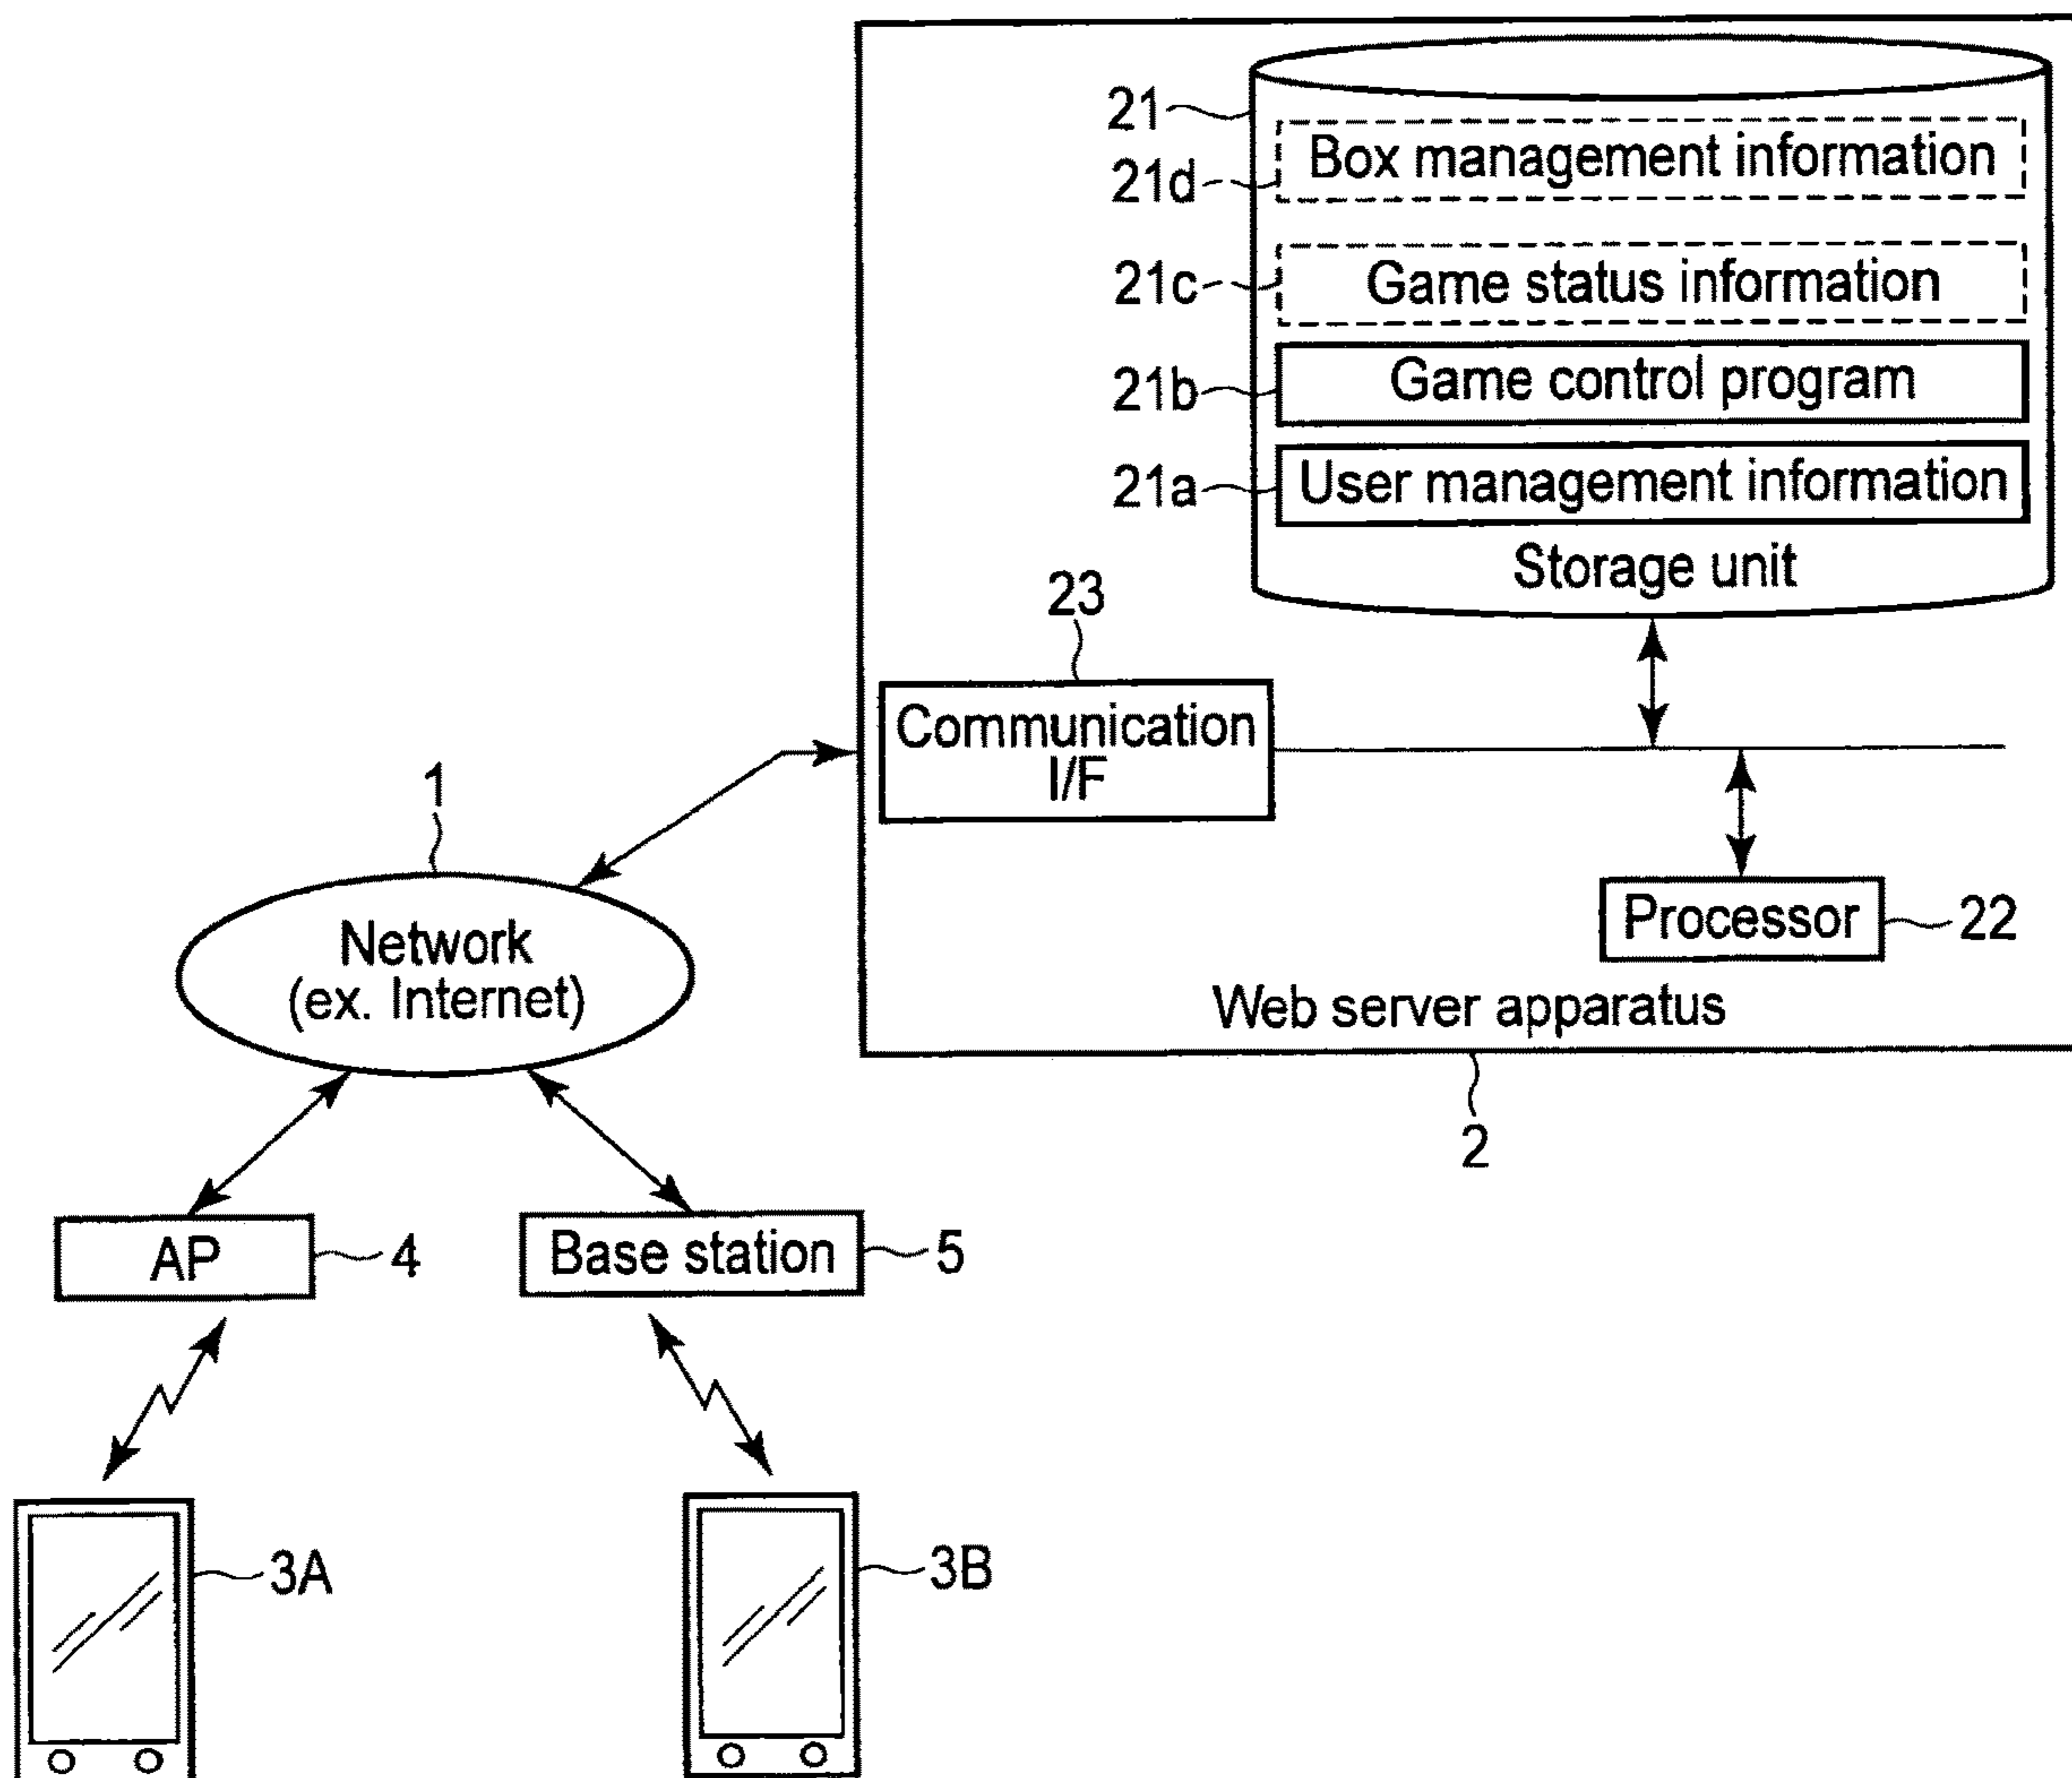 21
Box management information
21d
Game status information
21c
Game control program
21b
User management information
21a
Storage unit
23
Communication
I/F
1
Network
(ex. Internet)
Processor
22
Web server apparatus
2
AP
4
Base station
5
3A
3B